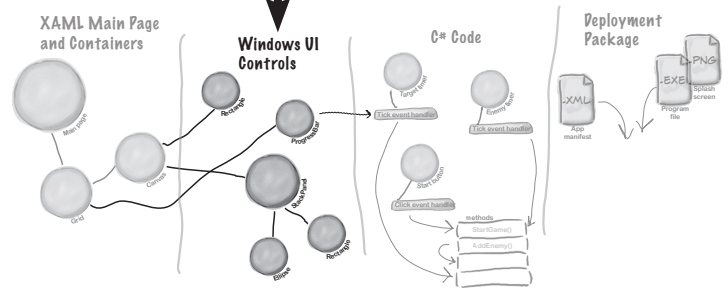 XAML Main Page
and Containers
Main page
Grid
Canvas
Windows UI
Controls
Rectangle
ProgressBar
StackPanel
Ellipse
Rectangle
C# Code
Target timer
Tick event handler
Enemy timer
Tick event handler
Start button
Click event handler
methods
StartGame()
AddEnemy()
Deployment
Package
.XML
App
manifest
.EXE
Program
file
.PNG
Splash
screen